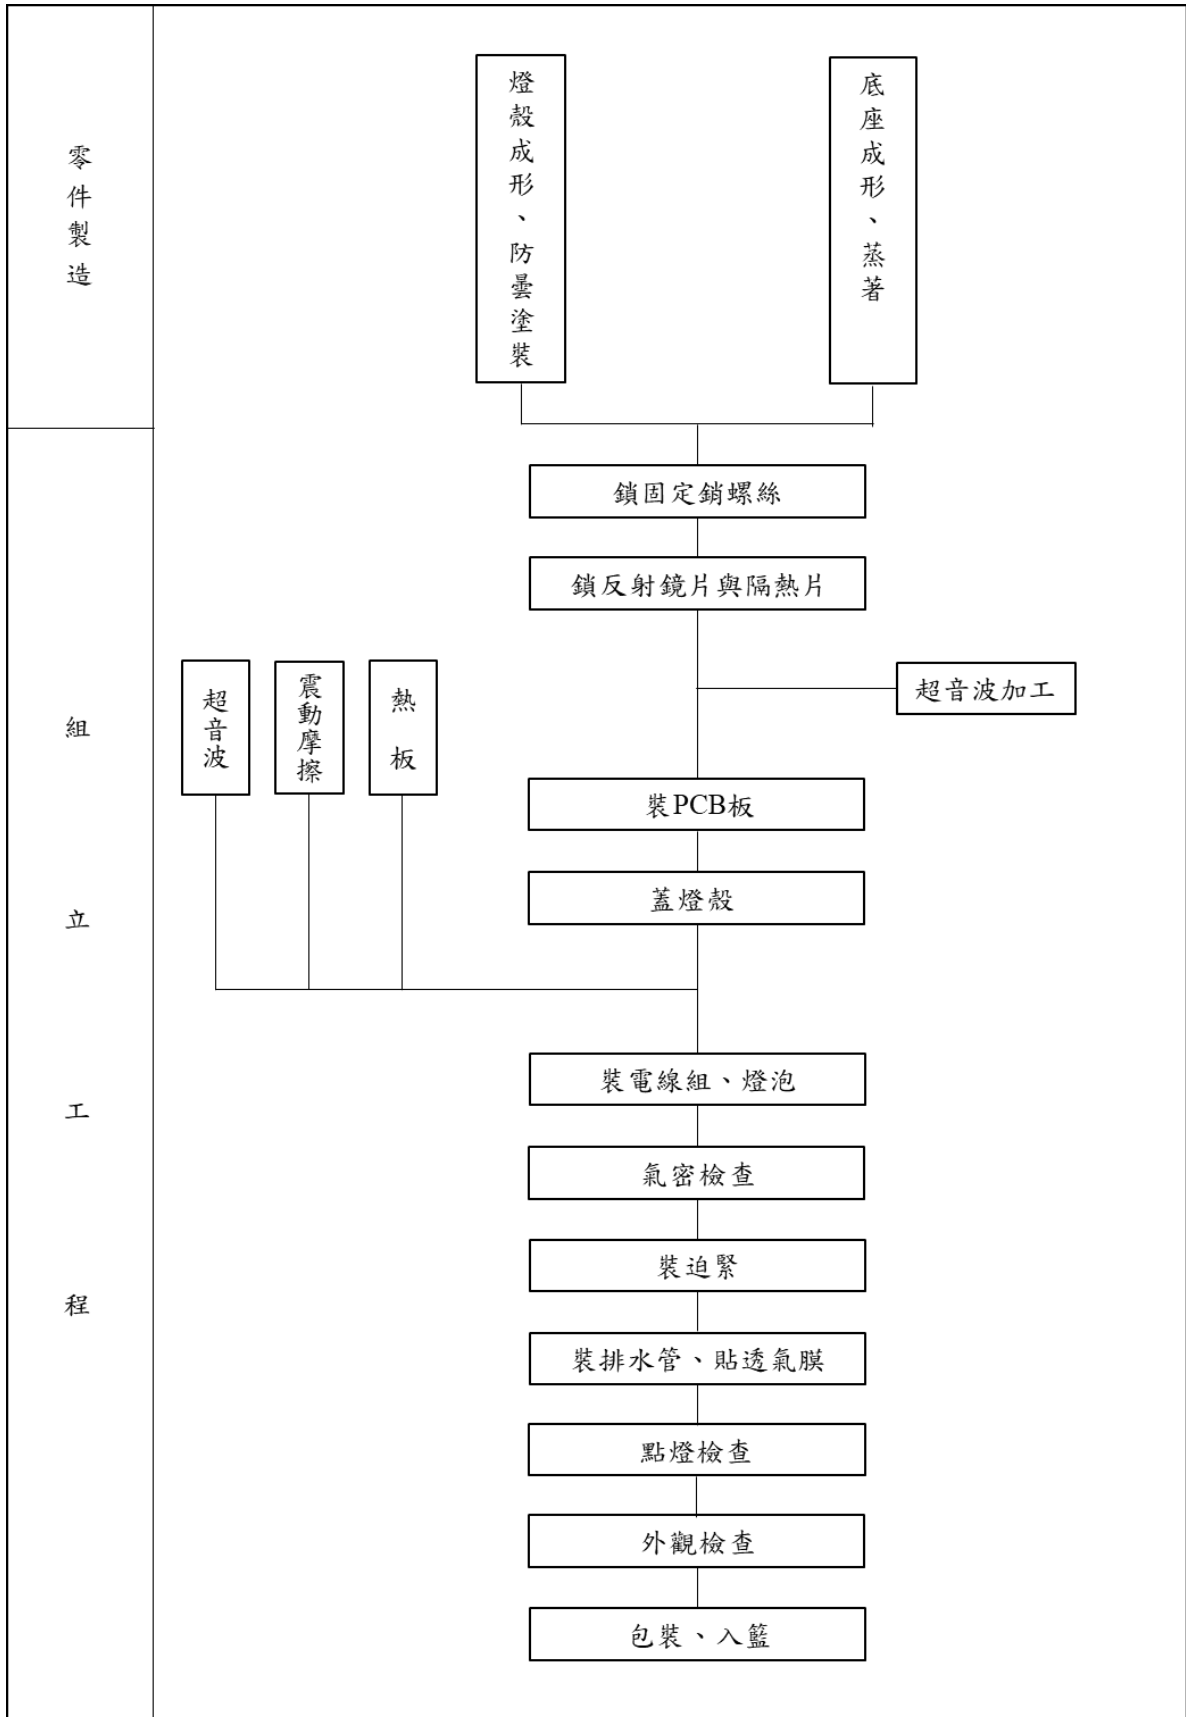 零件製造
燈殼成形、防曇塗裝
底座成形、蒸著
組立工程
鎖固定銷螺絲
鎖反射鏡片與隔熱片
超音波
震動摩擦
熱板
超音波加工
裝PCB板
蓋燈殼
裝電線組、燈泡
氣密檢查
裝迫緊
裝排水管、貼透氣膜
點燈檢查
外觀檢查
包裝、入籃